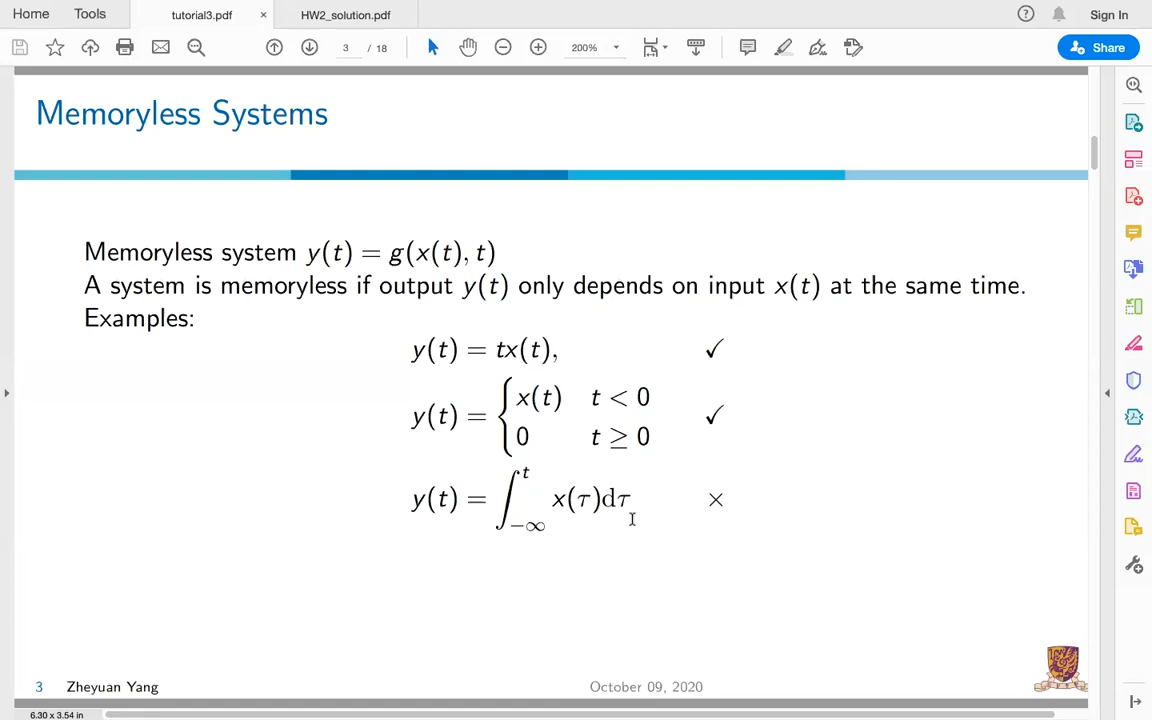 Home Tools tutorial3.pdf × HW2_solution.pdf ? Sign In
3 / 18 200% Share
Memoryless Systems
Memoryless system y(t) = g(x(t), t)
A system is memoryless if output y(t) only depends on input x(t) at the same time.
Examples:
y(t) = tx(t), ✓
y(t) = { x(t) t < 0
0 t ≥ 0 ✓
y(t) = ∫_{-∞}^{t} x(τ)dτ ×
3 Zheyuan Yang October 09, 2020
6.30 x 3.54 in